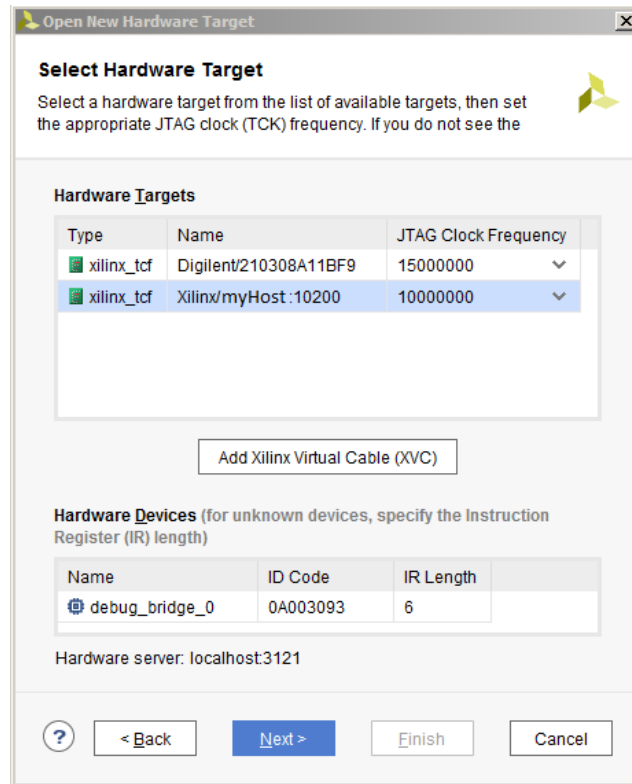 Open New Hardware Target
Select Hardware Target
Select a hardware target from the list of available targets, then set
the appropriate JTAG clock (TCK) frequency. If you do not see the
Hardware Targets
Type Name JTAG Clock Frequency
xilinx_tcf Digilent/210308A11BF9 15000000
xilinx_tcf Xilinx/myHost:10200 10000000
Add Xilinx Virtual Cable (XVC)
Hardware Devices (for unknown devices, specify the Instruction
Register (IR) length)
Name ID Code IR Length
debug_bridge_0 0A003093 6
Hardware server: localhost:3121
? < Back Next > Finish Cancel